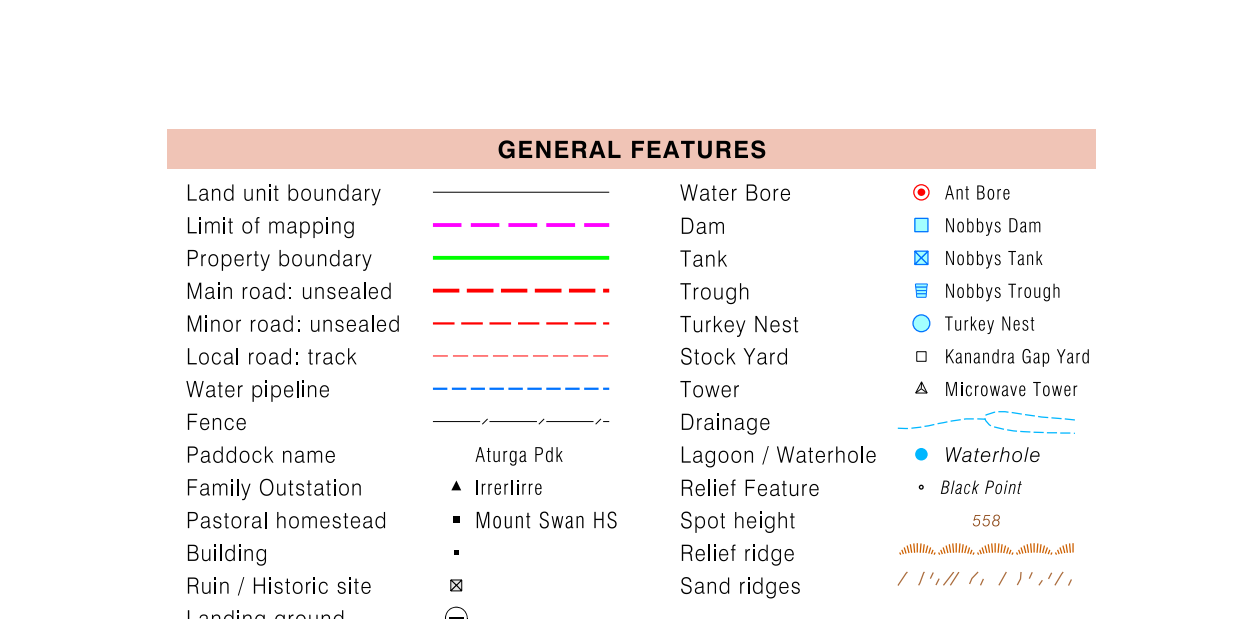 GENERAL FEATURES
Land unit boundary
Limit of mapping
Property boundary
Main road: unsealed
Minor road: unsealed
Local road: track
Water pipeline
Fence
Paddock name Aturga Pdk
Family Outstation Irrerlirre
Pastoral homestead Mount Swan HS
Building
Ruin / Historic site
Landing ground
Water Bore Ant Bore
Dam Nobbys Dam
Tank Nobbys Tank
Trough Nobbys Trough
Turkey Nest Turkey Nest
Stock Yard Kanandra Gap Yard
Tower Microwave Tower
Drainage
Lagoon / Waterhole Waterhole
Relief Feature Black Point
Spot height 558
Relief ridge
Sand ridges